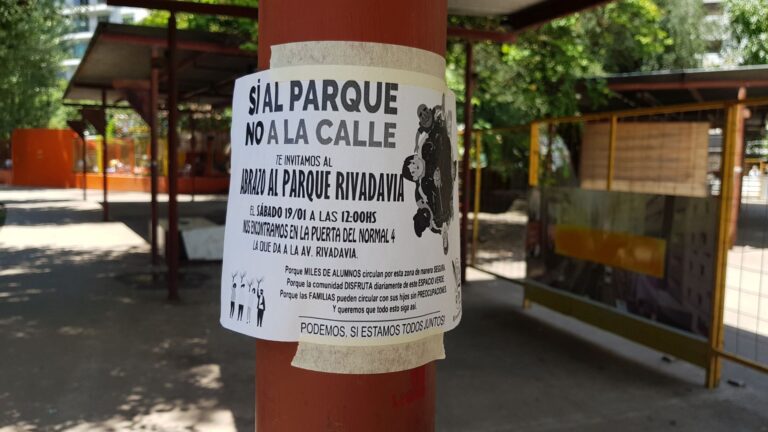 SÍ AL PARQUE
NO A LA CALLE
TE INVITAMOS AL
ABRAZO AL PARQUE RIVADAVIA
EL SÁBADO 19/01 A LAS 12:00HS
NOS ENCONTRAMOS EN LA PUERTA DEL NORMAL 4
LA QUE DA A LA AV. RIVADAVIA.
Porque MILES DE ALUMNOS circulan por esta zona de manera SEGURA.
Porque la comunidad DISFRUTA diariamente de este ESPACIO VERDE
Porque las FAMILIAS pueden circular con sus hijos sin PREOCUPACIONES.
Y queremos que todo esto siga así.
PODEMOS, SI ESTAMOS TODOS JUNTOS!